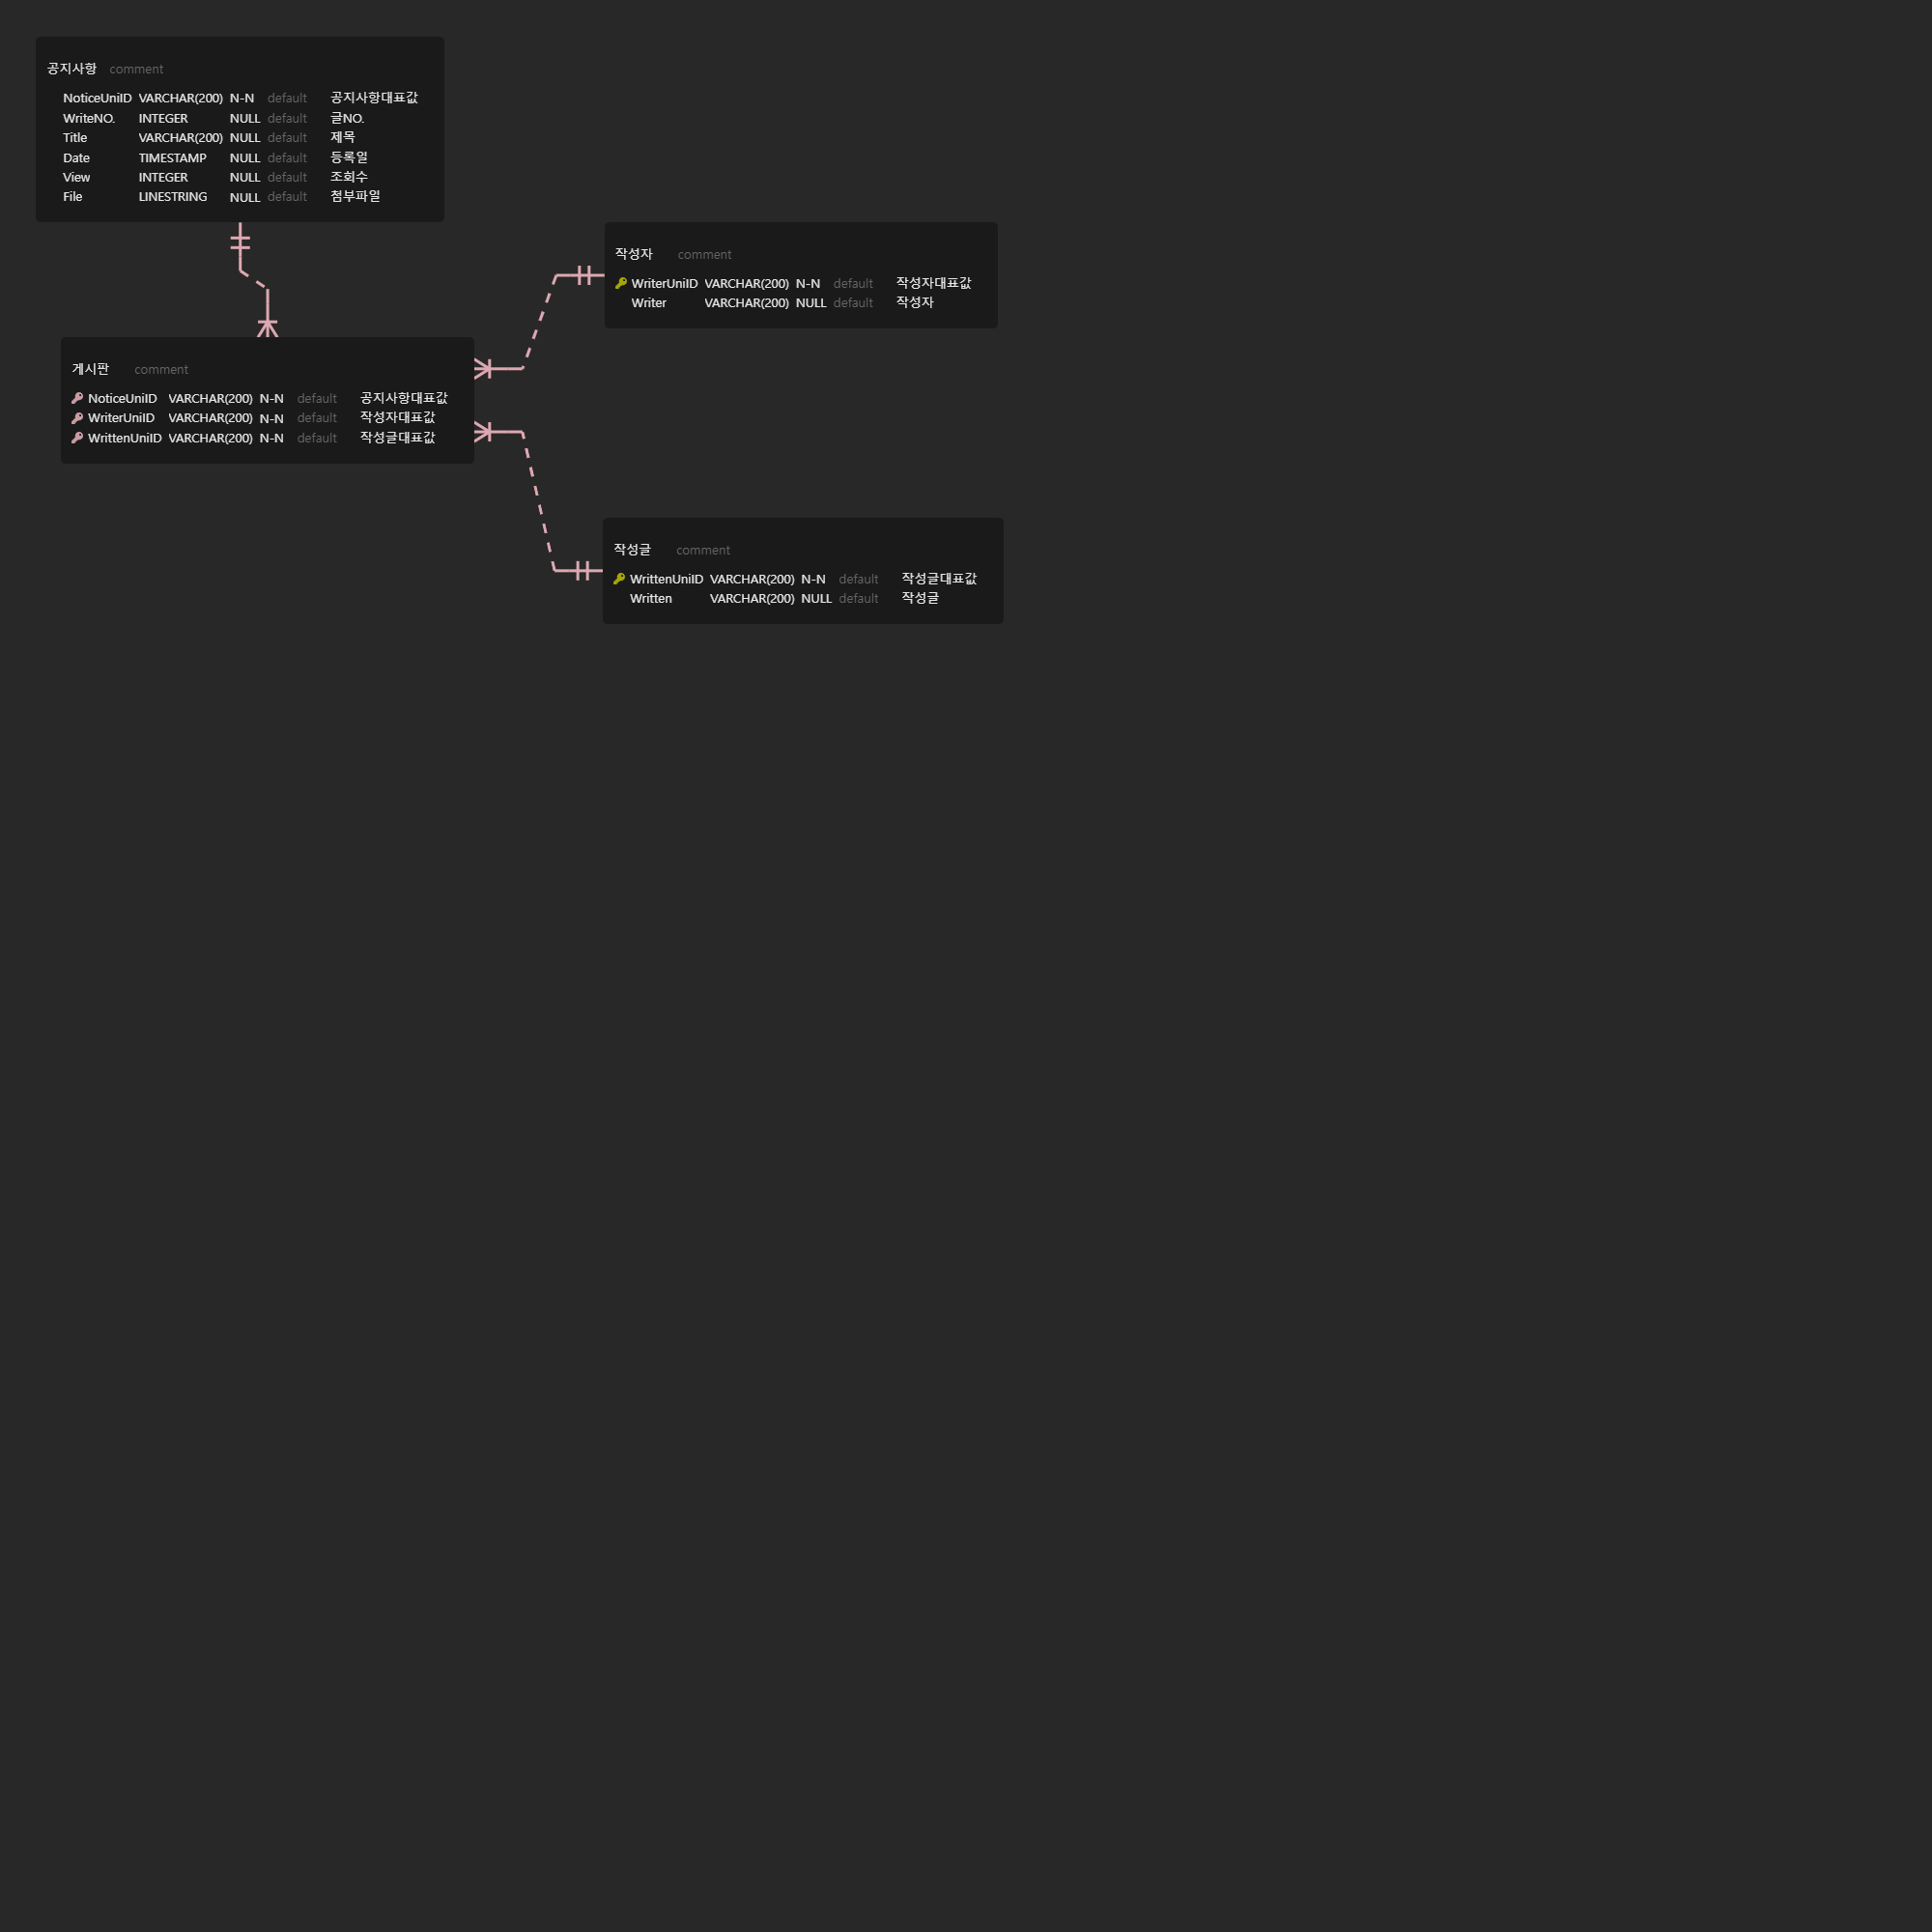 공지사항 comment
NoticeUniID VARCHAR(200) N-N default 공지사항대표값
WriteNO. INTEGER NULL default 글NO.
Title VARCHAR(200) NULL default 제목
Date TIMESTAMP NULL default 등록일
View INTEGER NULL default 조회수
File LINESTRING NULL default 첨부파일
작성자 comment
WriterUniID VARCHAR(200) N-N default 작성자대표값
Writer VARCHAR(200) NULL default 작성자
게시판 comment
NoticeUniID VARCHAR(200) N-N default 공지사항대표값
WriterUniID VARCHAR(200) N-N default 작성자대표값
WrittenUniID VARCHAR(200) N-N default 작성글대표값
작성글 comment
WrittenUniID VARCHAR(200) N-N default 작성글대표값
Written VARCHAR(200) NULL default 작성글